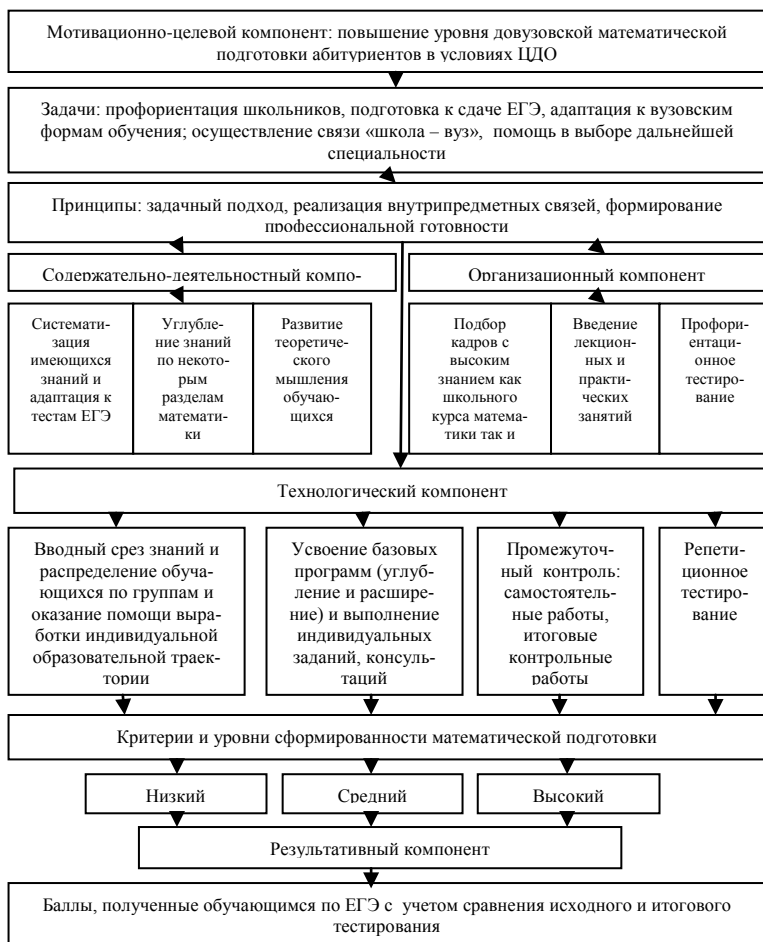 Мотивационно-целевой компонент: повышение уровня довузовской математической
подготовки абитуриентов в условиях ЦДО
Задачи: профориентация школьников, подготовка к сдаче ЕГЭ, адаптация к вузовским
формам обучения; осуществление связи «школа – вуз», помощь в выборе дальнейшей
специальности
Принципы: задачный подход, реализация внутрипредметных связей, формирование
профессиональной готовности
Содержательно-деятельностный компо-
Организационный компонент
Системати-
зация
имеющихся
знаний и
адаптация к
тестам ЕГЭ
Углубле-
ние знаний
по некото-
рым
разделам
математи-
ки
Развитие
теоретиче-
ского
мышления
обучаю-
щихся
Подбор
кадров с
высоким
знанием как
школьного
курса матема-
тики так и
Введение
лекцион-
ных и
практи-
ческих
занятий
Профори-
ентацион-
ное
тестиро-
вание
Технологический компонент
Вводный срез знаний и
распределение обуча-
ющихся по группам и
оказание помощи выра-
ботки индивидуальной
образовательной траек-
тории
Усвоение базовых
программ (углуб-
ление и расшире-
ние) и выполнение
индивидуальных
заданий, консуль-
таций
Промежуточ-
ный контроль:
самостоятель-
ные работы,
итоговые
контрольные
работы
Репети-
ционное
тестиро-
вание
Критерии и уровни сформированности математической подготовки
Низкий
Средний
Высокий
Результативный компонент
Баллы, полученные обучающимся по ЕГЭ с учетом сравнения исходного и итогового
тестирования